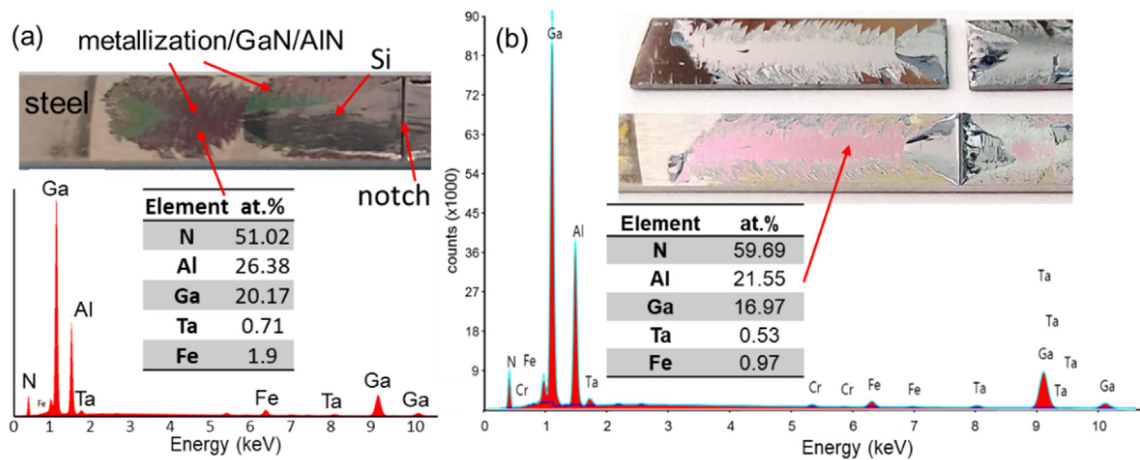 (a)
metallization/GaN/AlN
Si
steel
notch
Ga
Element at.%
N 51.02
Al 26.38
Ga 20.17
Ta 0.71
Fe 1.9
Al
N
Fe
Ta
Fe
Ta
Ga
Ga
0 1 2 3 4 5 6 7 8 9 10
Energy (keV)
(b)
90
81
72
63
54
45
36
27
18
9
counts (x1000)
Ga
Al
Element at.%
N 59.69
Al 21.55
Ga 16.97
Ta 0.53
Fe 0.97
N
Fe
Cr
Ta
Cr
Cr
Fe
Fe
Ta
Ta
Ta
Ga
Ta
Ta
Ga
0 1 2 3 4 5 6 7 8 9 10
Energy (keV)